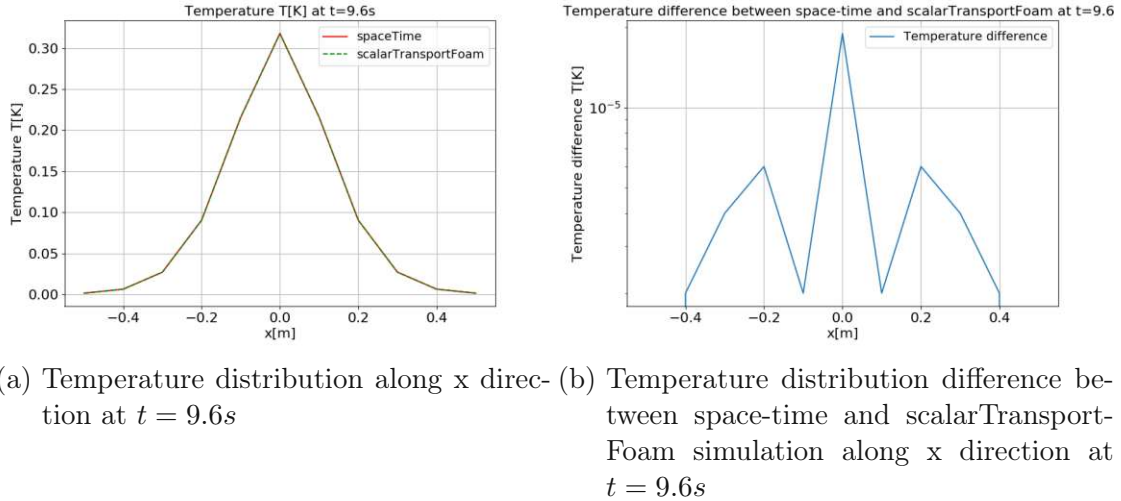 Temperature T[K] at t=9.6s
spaceTime
scalarTransportFoam
Temperature T[K]
0.30
0.25
0.20
0.15
0.10
0.05
0.00
−0.4 −0.2 0.0 0.2 0.4
x[m]
Temperature difference between space-time and scalarTransportFoam at t=9.6
Temperature difference
Temperature difference T[K]
10⁻⁵
−0.4 −0.2 0.0 0.2 0.4
x[m]
(a) Temperature distribution along x direc-
tion at t = 9.6s
(b) Temperature distribution difference be-
tween space-time and scalarTransport-
Foam simulation along x direction at
t = 9.6s